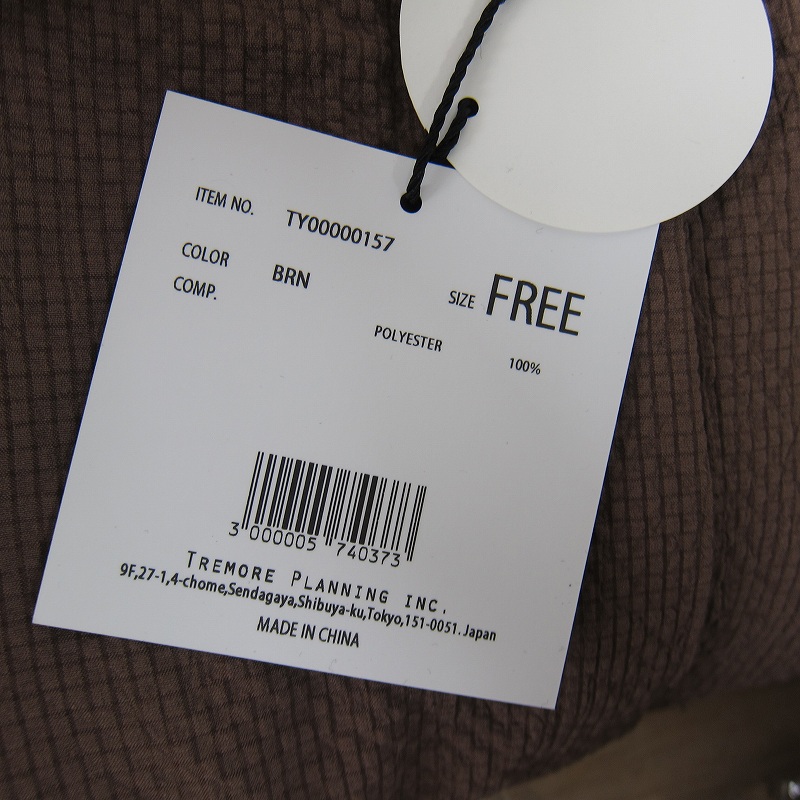 ITEM NO. TY00000157
COLOR BRN
SIZE FREE
COMP.
POLYESTER 100%
3 000005 740373
TREMORE PLANNING INC.
9F,27-1,4-chome,Sendagaya,Shibuya-ku,Tokyo,151-0051.Japan
MADE IN CHINA